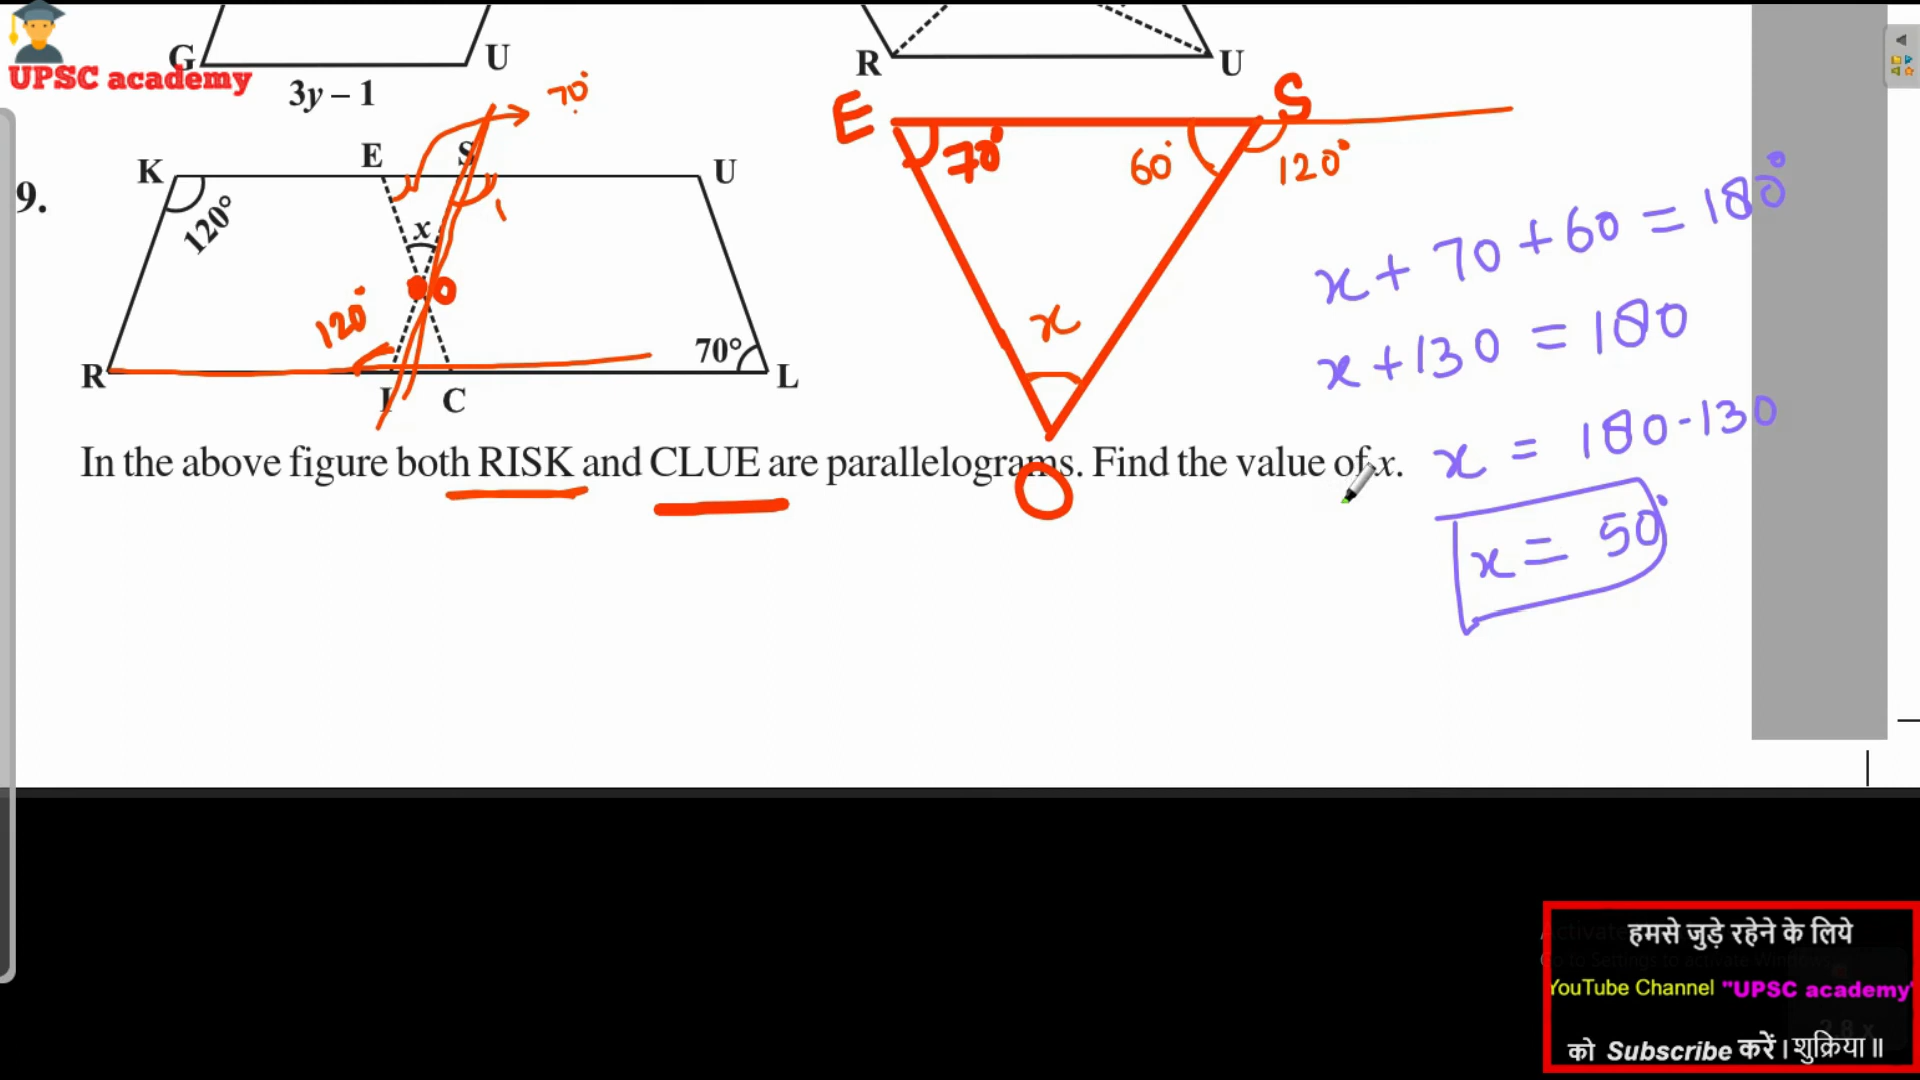 G
U
UPSC academy
3y – 1
R
U
70°
E
S
70°
60°
120°
9.
K
E
S
U
120°
x
O
120°
70°
R
I
C
L
x
O
In the above figure both RISK and CLUE are parallelograms. Find the value of x.
x + 70 + 60 = 180°
x + 130 = 180
x = 180 - 130
x = 50°
हमसे जुड़े रहेने के लिये
YouTube Channel "UPSC academy"
को Subscribe करें । शुक्रिया ॥